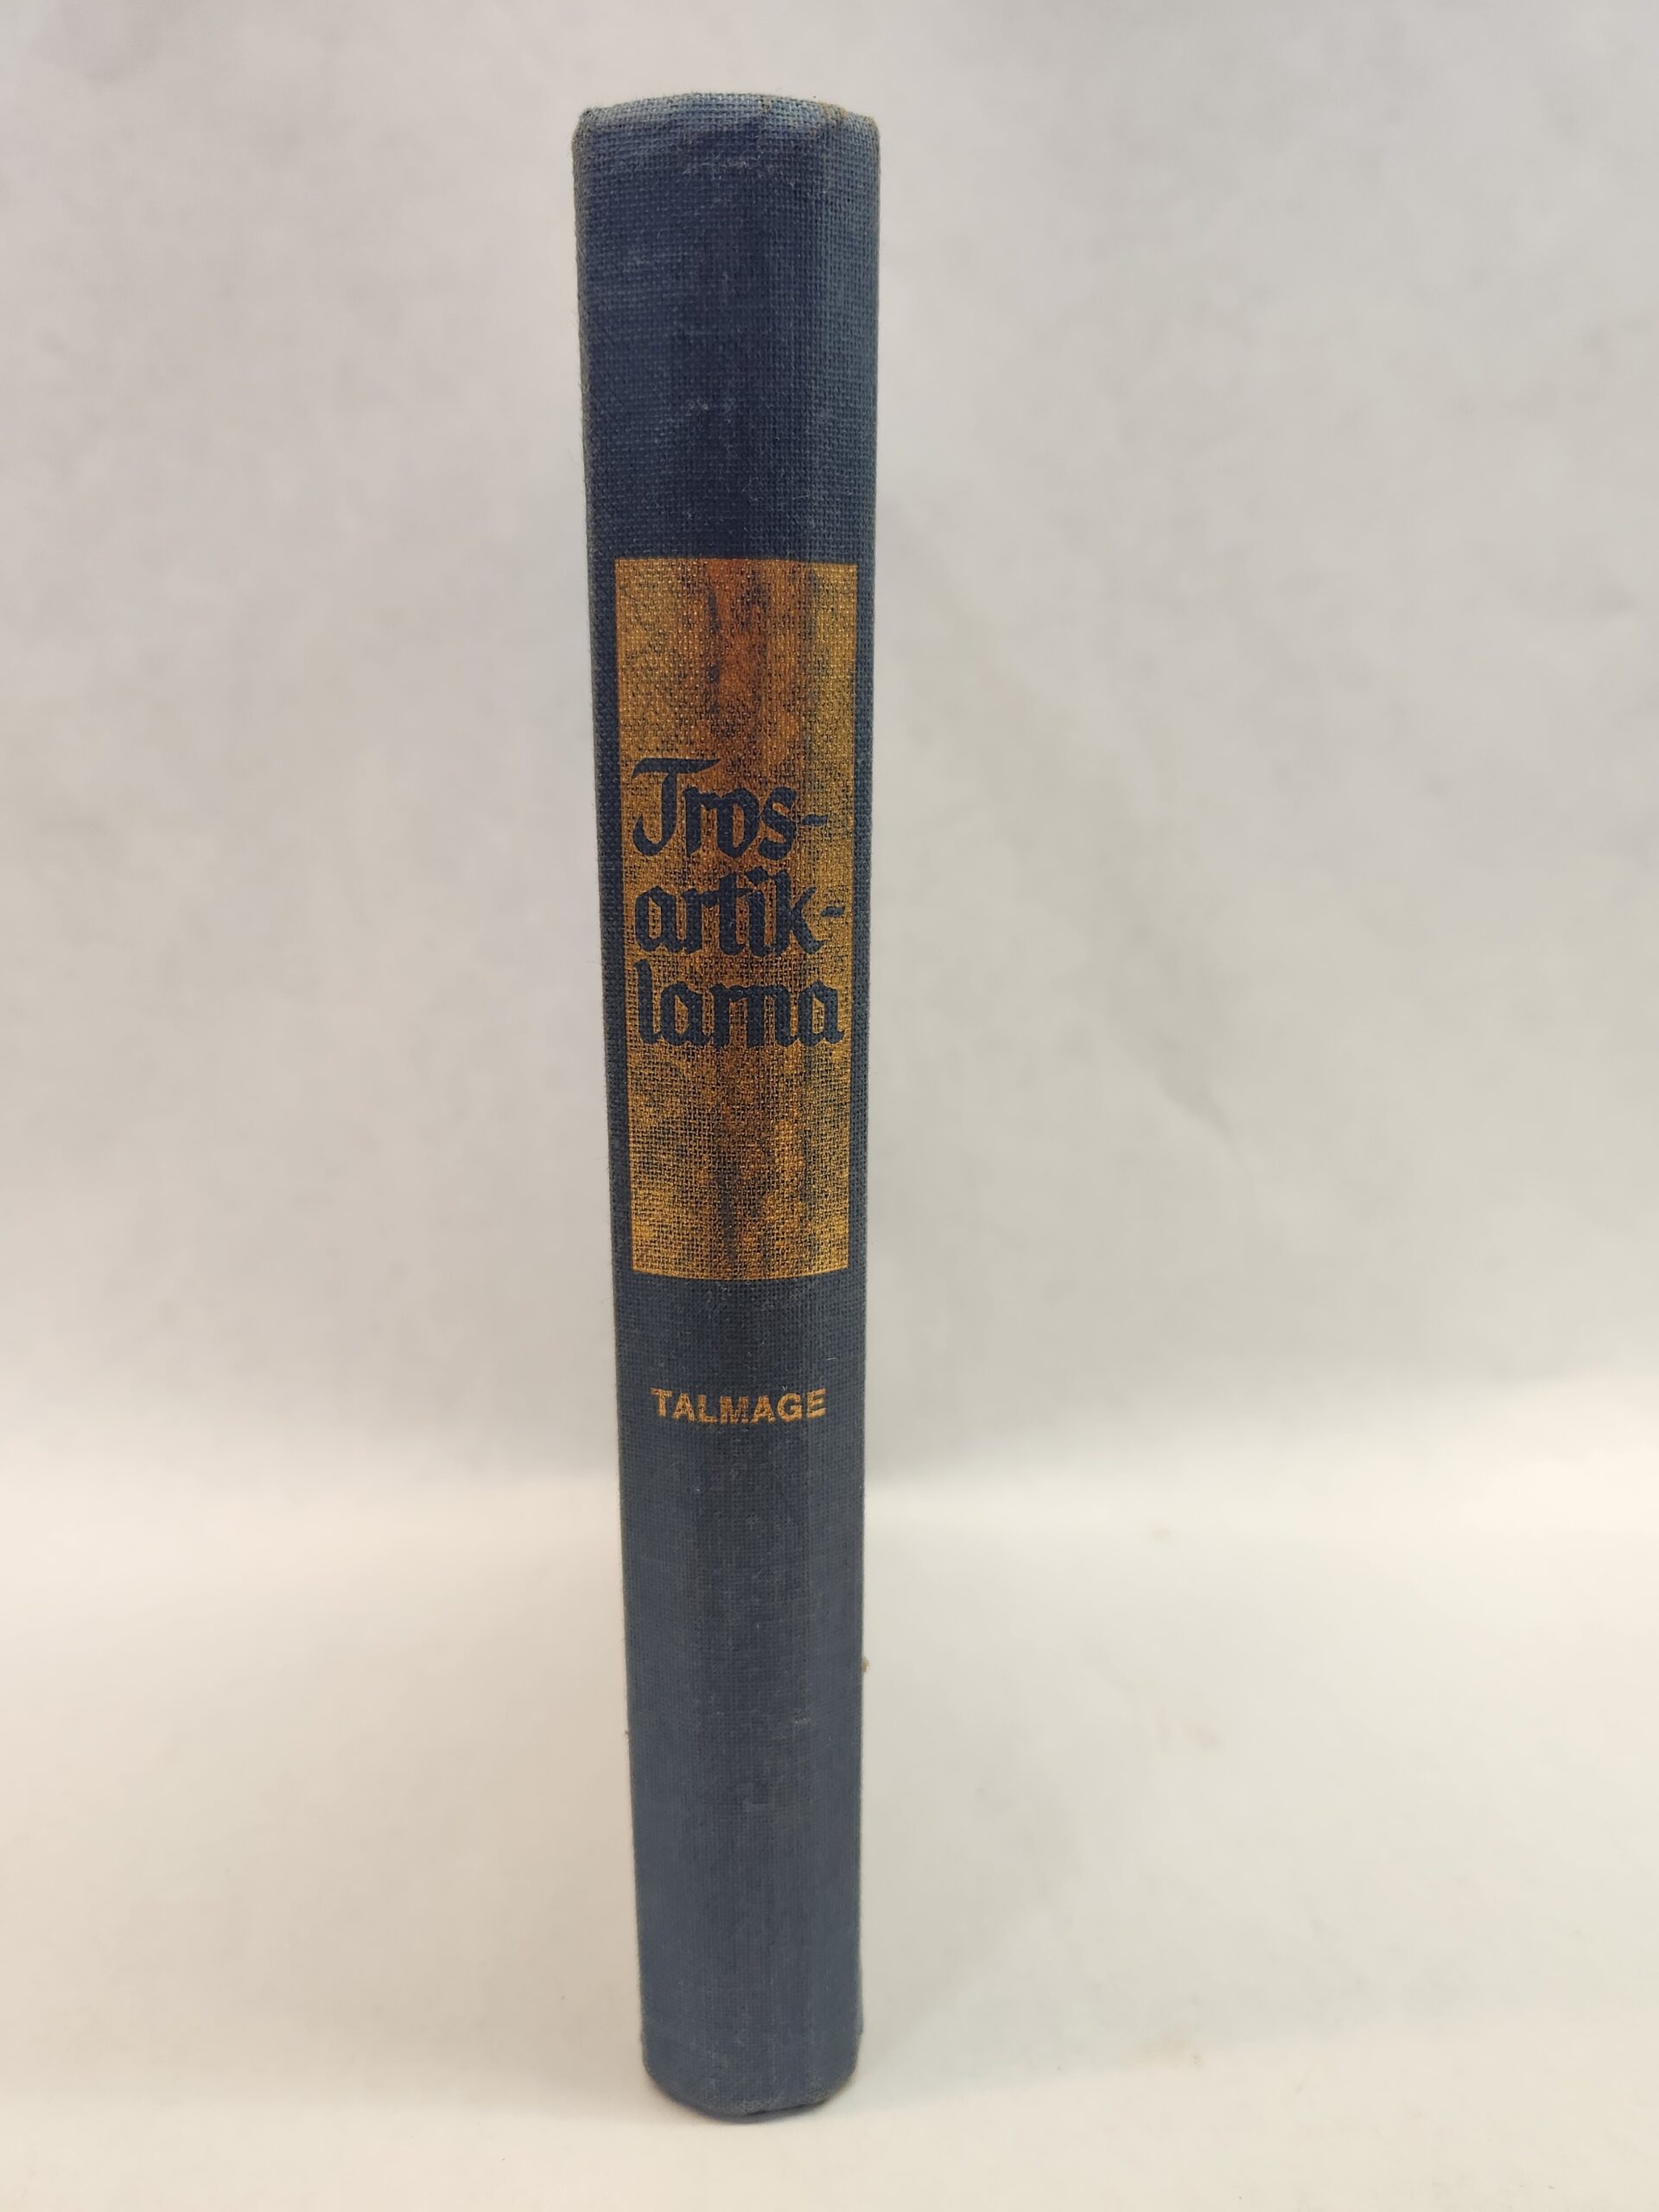 Tros-
artik-
larna
TALMAGE